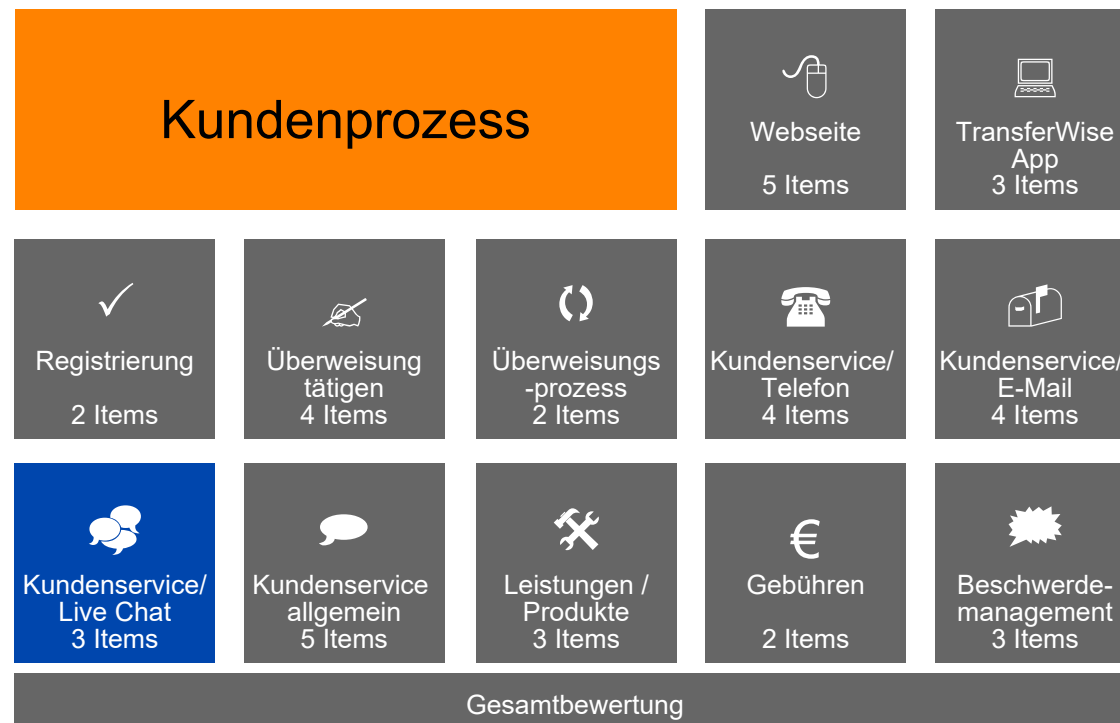 Kundenprozess
Webseite
5 Items
TransferWise
App
3 Items
Registrierung
2 Items
Überweisung
tätigen
4 Items
Überweisungs
-prozess
2 Items
Kundenservice/
Telefon
4 Items
Kundenservice/
E-Mail
4 Items
Kundenservice/
Live Chat
3 Items
Kundenservice
allgemein
5 Items
Leistungen /
Produkte
3 Items
€
Gebühren
2 Items
Beschwerde-
management
3 Items
Gesamtbewertung